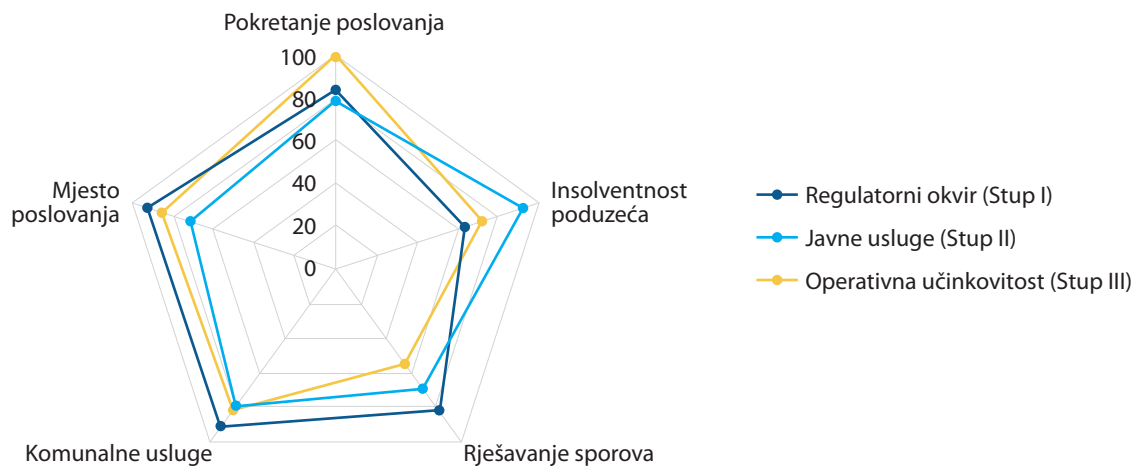 Pokretanje poslovanja
100
80
60
40
20
0
Mjesto
poslovanja
Insolventnost
poduzeća
Komunalne usluge
Rješavanje sporova
Regulatorni okvir (Stup I)
Javne usluge (Stup II)
Operativna učinkovitost (Stup III)